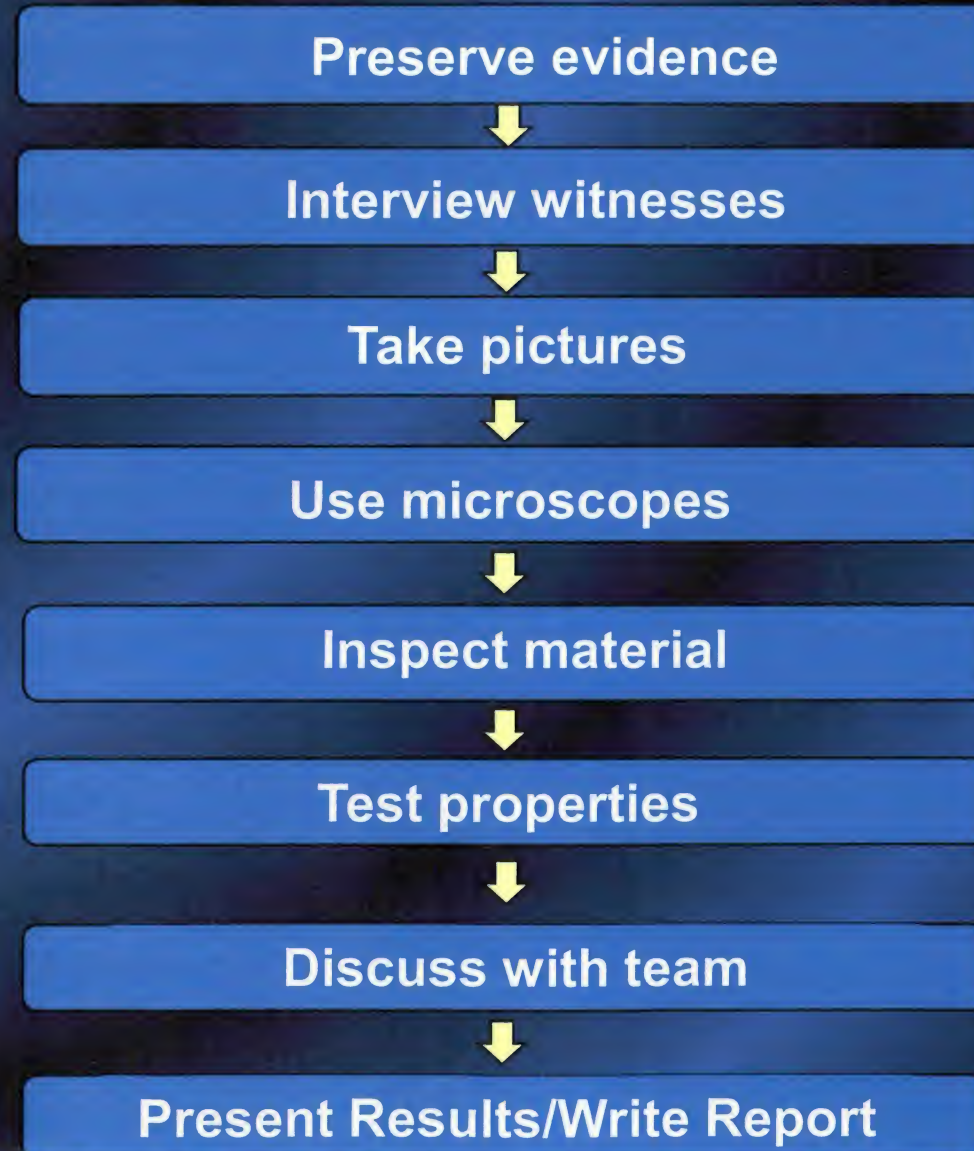 Preserve evidence
Interview witnesses
Take pictures
Use microscopes
Inspect material
Test properties
Discuss with team
Present Results/Write Report